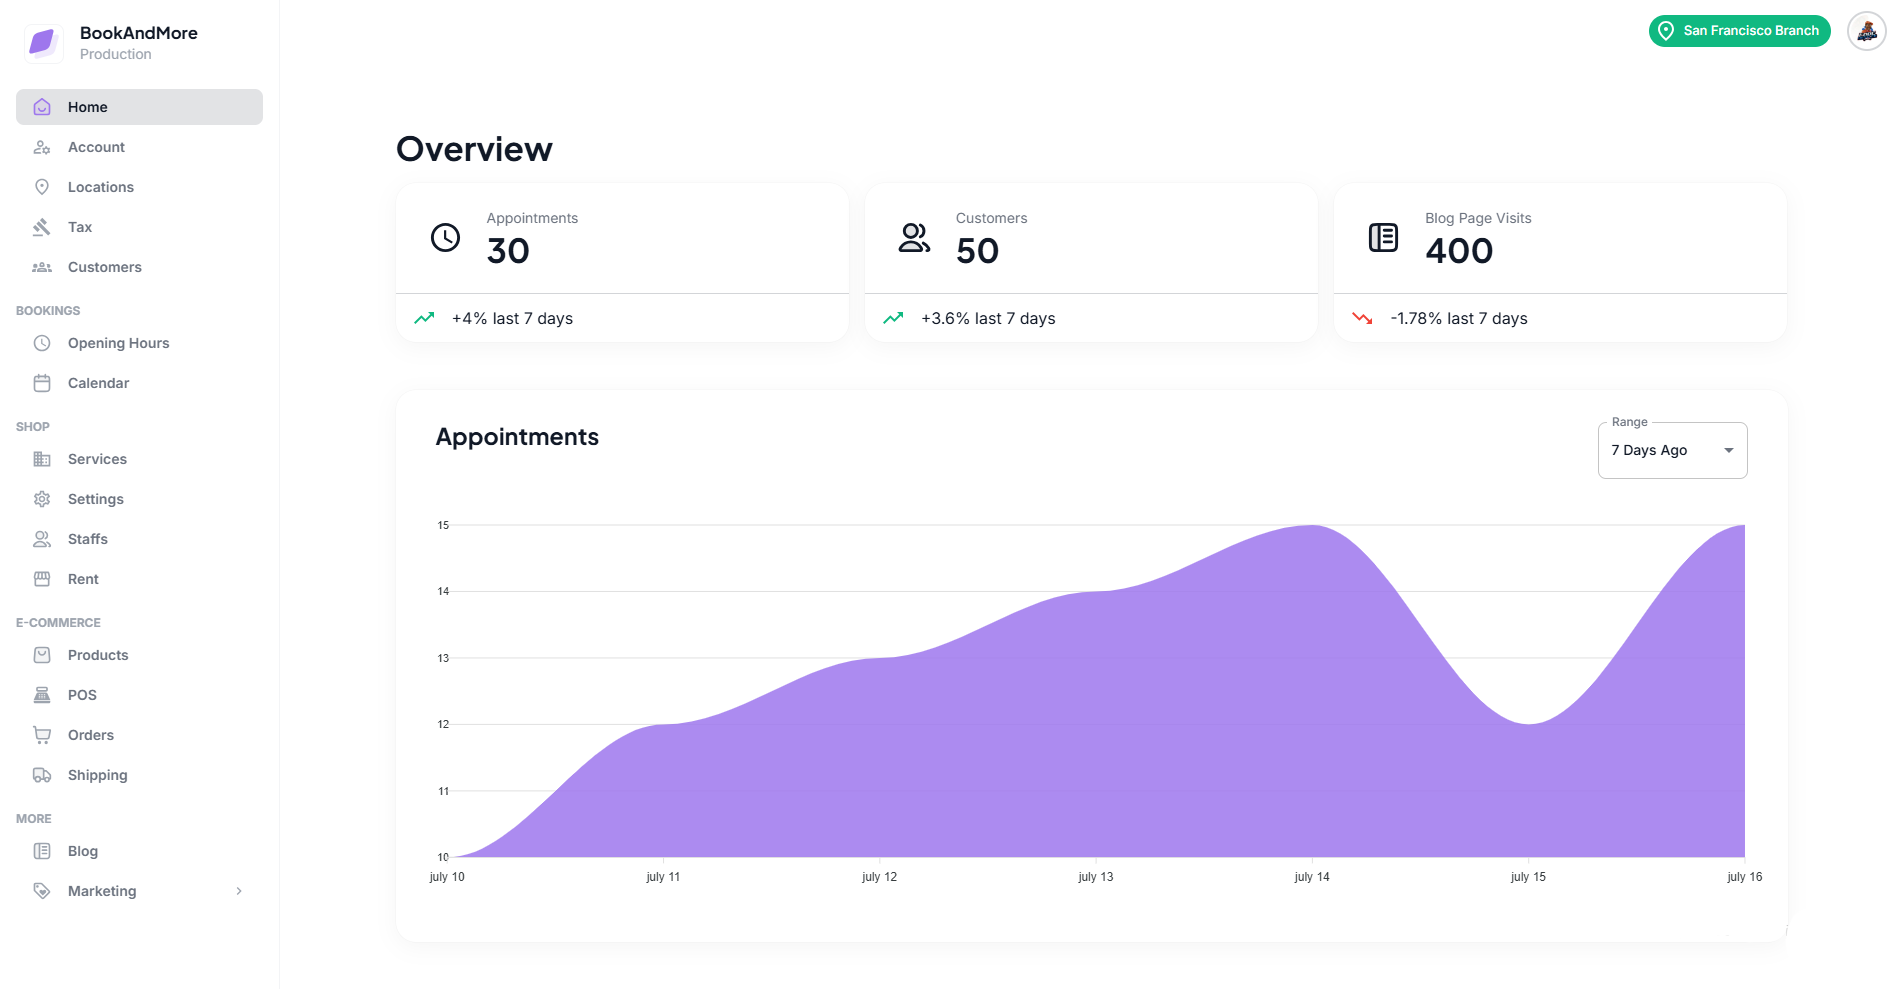 BookAndMore
Production
San Francisco Branch
Home
Account
Locations
Tax
Customers
BOOKINGS
Opening Hours
Calendar
SHOP
Services
Settings
Staffs
Rent
E-COMMERCE
Products
POS
Orders
Shipping
MORE
Blog
Marketing
Overview
Appointments
30
+4% last 7 days
Customers
50
+3.6% last 7 days
Blog Page Visits
400
-1.78% last 7 days
Appointments
Range
7 Days Ago
15
14
13
12
11
10
july 10 july 11 july 12 july 13 july 14 july 15 july 16